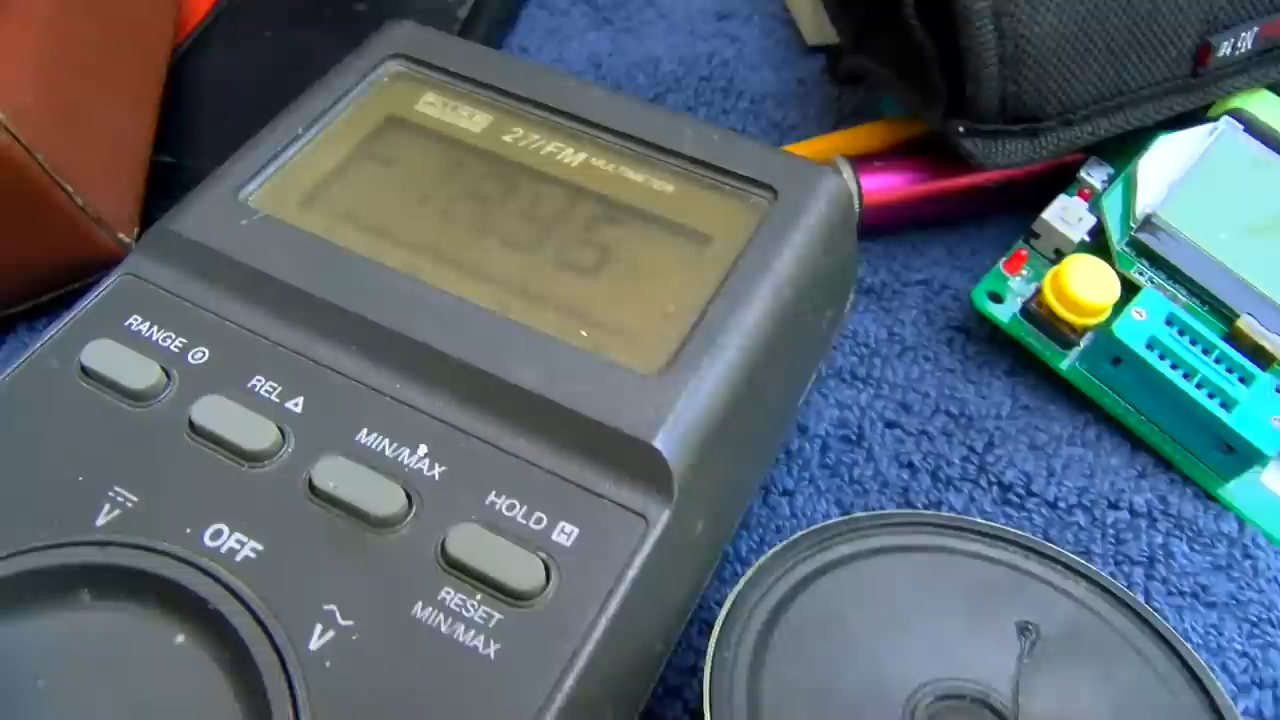 27/FM MULTIMETER
RANGE
REL △
MIN/MAX
HOLD H
V
OFF
V
RESET
MIN/MAX